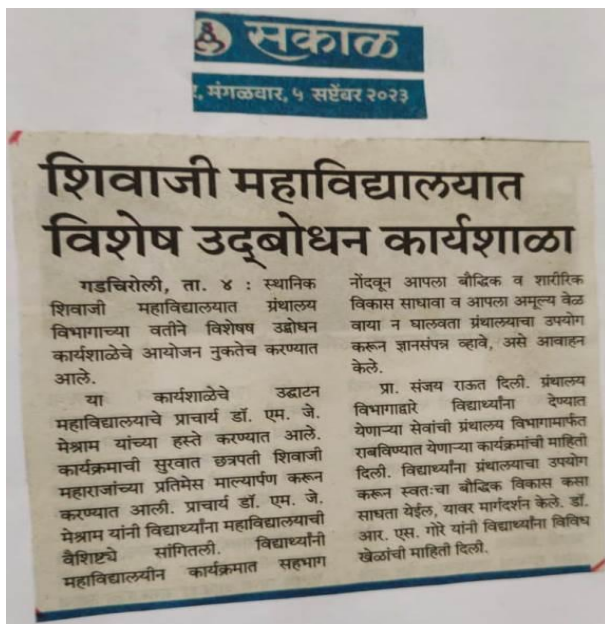 सकाळ
, मंगळवार, ५ सप्टेंबर २०२३
शिवाजी महाविद्यालयात
विशेष उद्‌बोधन कार्यशाळा
गडचिरोली, ता. ४ : स्थानिक
शिवाजी महाविद्यालयात ग्रंथालय
विभागाच्या वतीने विशेषष उद्बोधन
कार्यशाळेचे आयोजन नुकतेच करण्यात
आले.
या कार्यशाळेचे उद्घाटन
महाविद्यालयाचे प्राचार्य डॉ. एम. जे.
मेश्राम यांच्या हस्ते करण्यात आले.
कार्यक्रमाची सुरवात छत्रपती शिवाजी
महाराजांच्या प्रतिमेस माल्यार्पण करून
करण्यात आली. प्राचार्य डॉ. एम. जे.
मेश्राम यांनी विद्यार्थ्यांना महाविद्यालयाची
वैशिष्ट्ये सांगितली. विद्यार्थ्यांनी
महाविद्यालयीन कार्यक्रमात सहभाग
नोंदवून आपला बौद्धिक व शारीरिक
विकास साधावा व आपला अमूल्य वेळ
वाया न घालवता ग्रंथालयाचा उपयोग
करून ज्ञानसंपन्न व्हावे, असे आवाहन
केले.
प्रा. संजय राऊत दिली. ग्रंथालय
विभागाद्वारे विद्यार्थ्यांना देण्यात
येणाऱ्या सेवांची ग्रंथालय विभागामार्फत
राबविण्यात येणाऱ्या कार्यक्रमांची माहिती
दिली. विद्यार्थ्यांना ग्रंथालयाचा उपयोग
करून स्वतःचा बौद्धिक विकास कसा
साधता येईल, यावर मार्गदर्शन केले. डॉ.
आर. एस. गोरे यांनी विद्यार्थ्यांना विविध
खेळांची माहिती दिली.